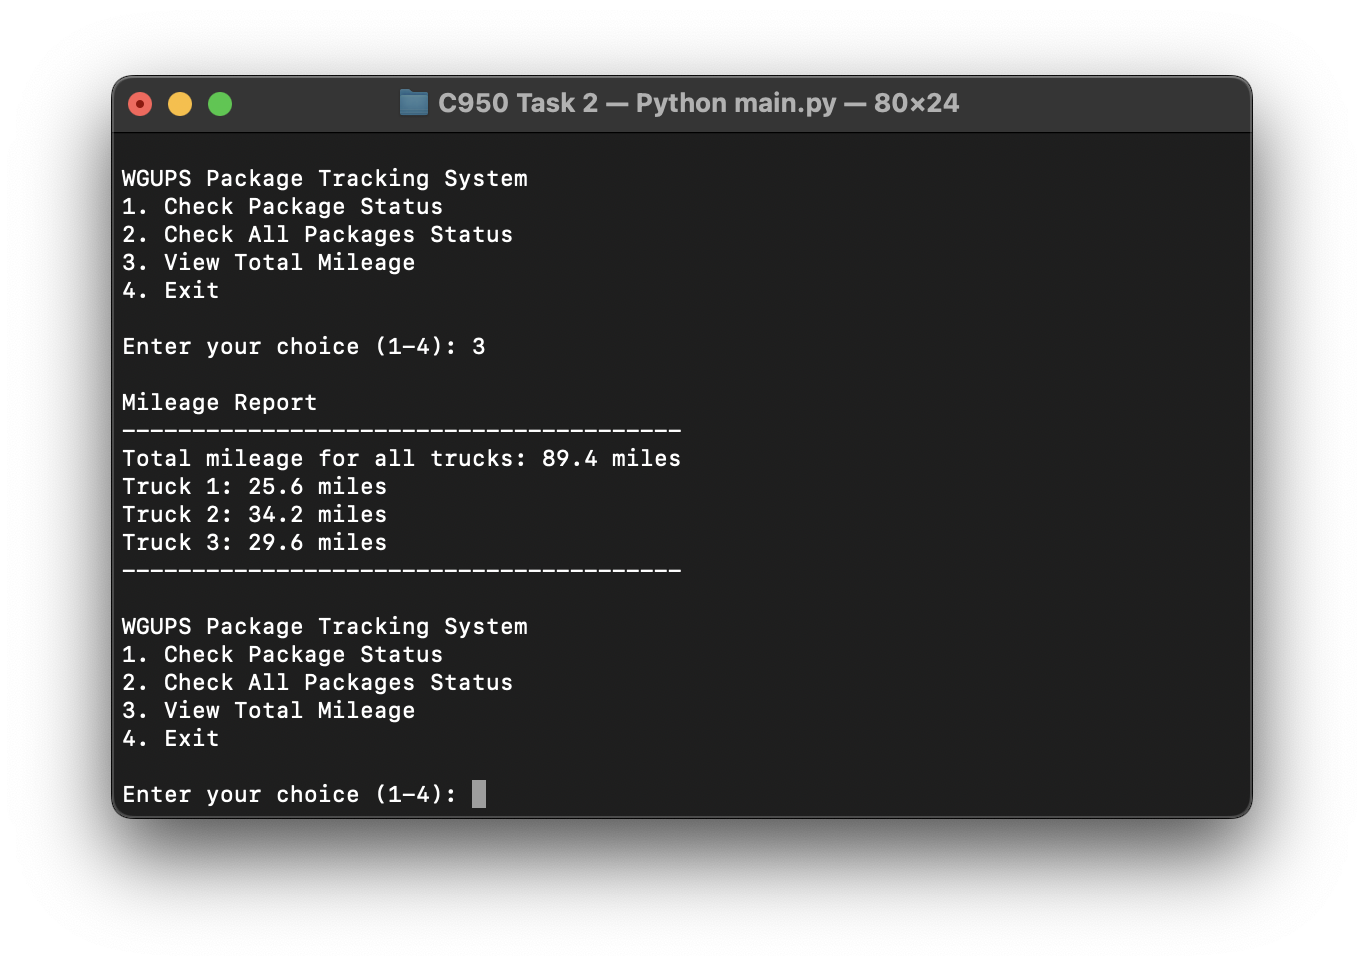 C950 Task 2 — Python main.py — 80×24
WGUPS Package Tracking System
1. Check Package Status
2. Check All Packages Status
3. View Total Mileage
4. Exit
Enter your choice (1-4): 3
Mileage Report
----------------------------------------
Total mileage for all trucks: 89.4 miles
Truck 1: 25.6 miles
Truck 2: 34.2 miles
Truck 3: 29.6 miles
----------------------------------------
WGUPS Package Tracking System
1. Check Package Status
2. Check All Packages Status
3. View Total Mileage
4. Exit
Enter your choice (1-4):